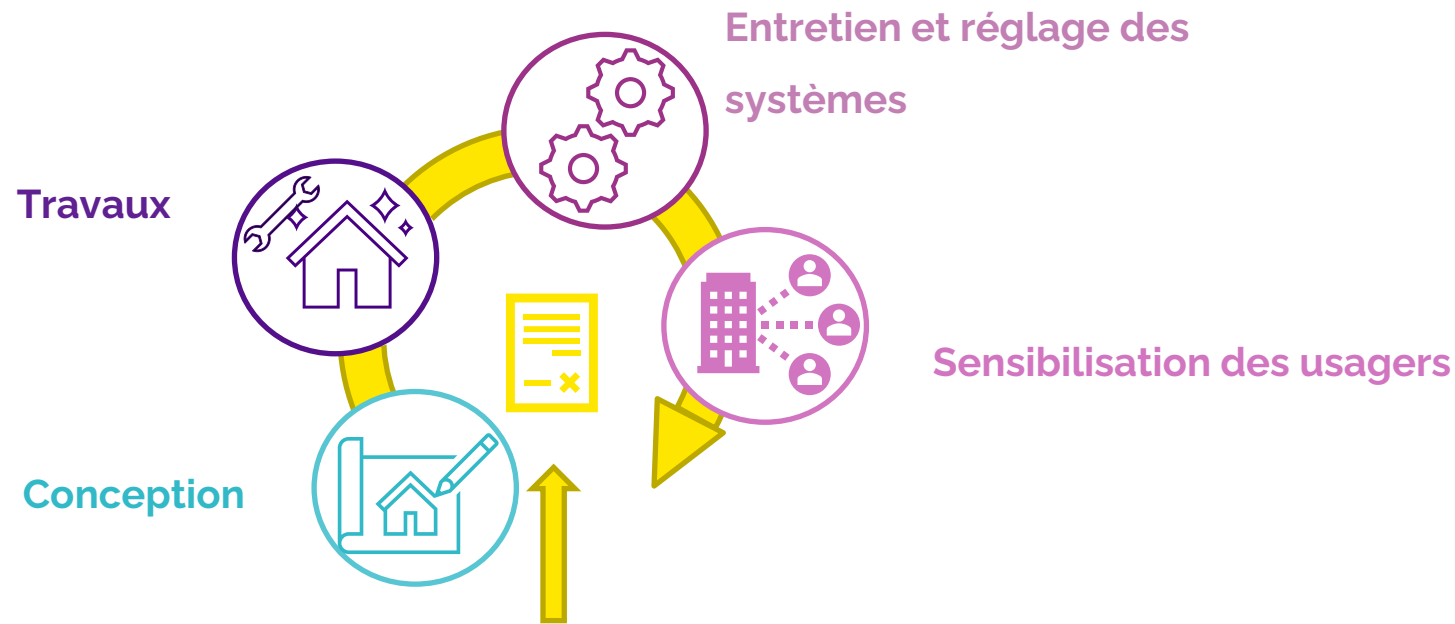 Entretien et réglage des
systèmes
Travaux
Sensibilisation des usagers
Conception